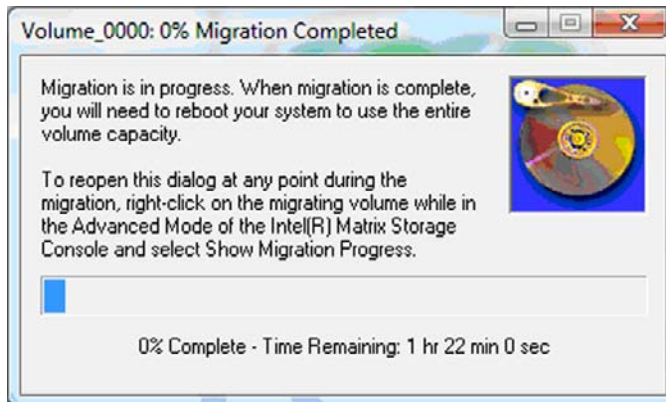 Volume_0000: 0% Migration Completed
Migration is in progress. When migration is complete,
you will need to reboot your system to use the entire
volume capacity.
To reopen this dialog at any point during the
migration, right-click on the migrating volume while in
the Advanced Mode of the Intel(R) Matrix Storage
Console and select Show Migration Progress.
0% Complete - Time Remaining: 1 hr 22 min 0 sec